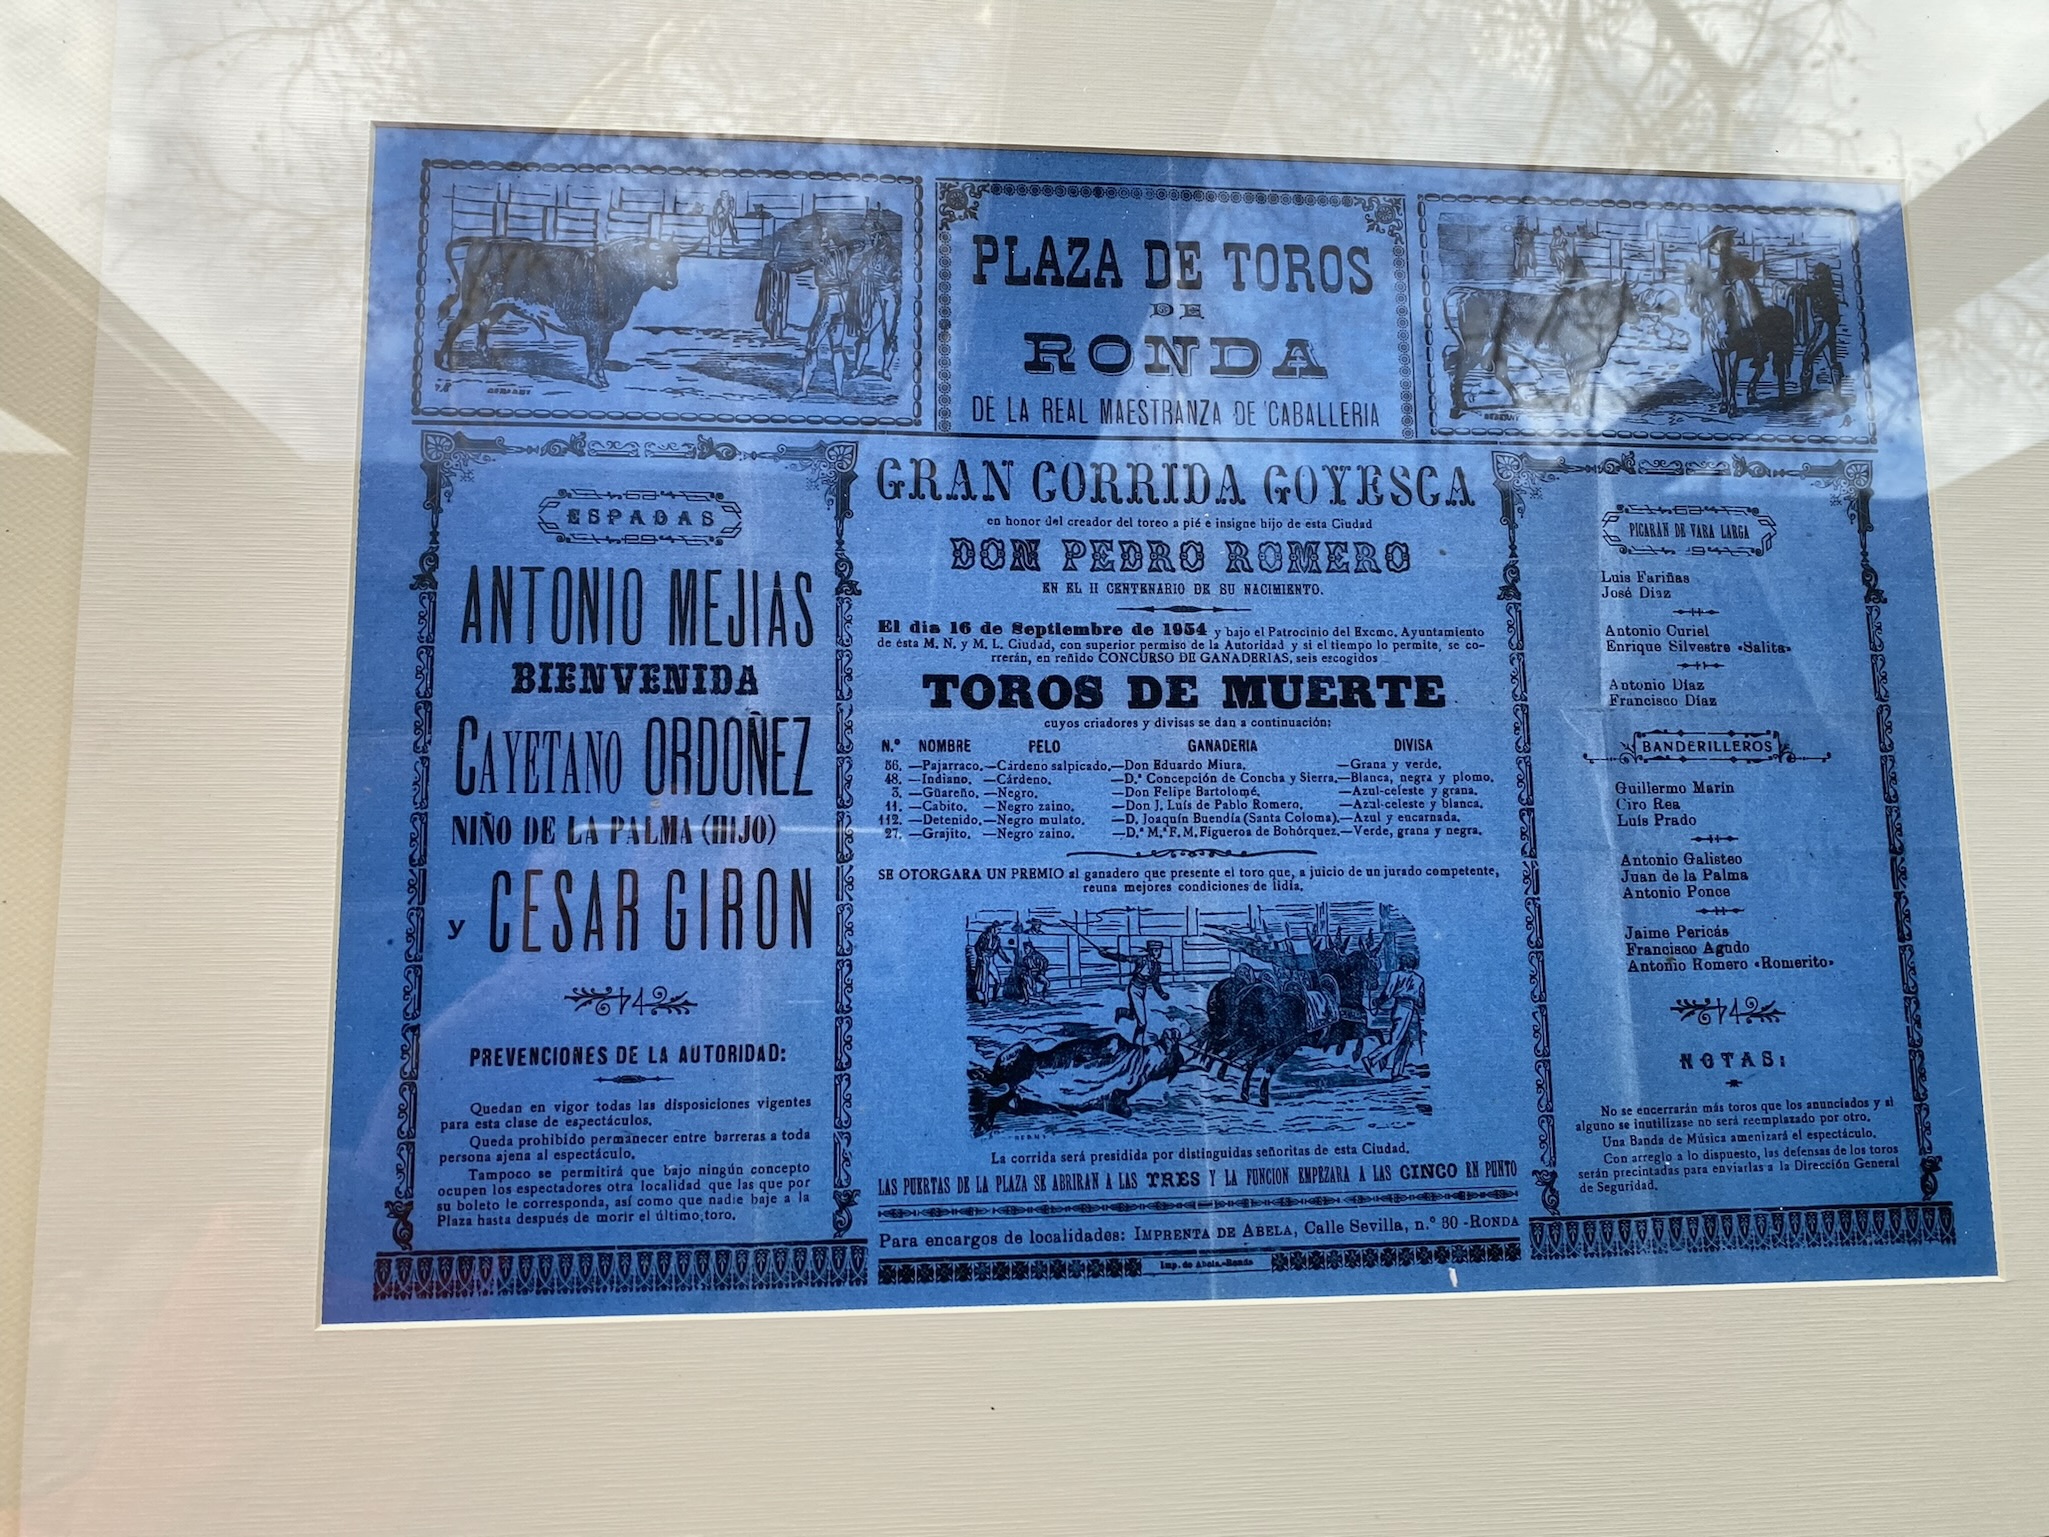 PLAZA DE TOROS
DE
RONDA
DE LA REAL MAESTRANZA DE CABALLERIA
ESPADAS
ANTONIO MEJIAS
BIENVENIDA
CAYETANO ORDOÑEZ
NIÑO DE LA PALMA (HIJO)
y CESAR GIRON
PREVENCIONES DE LA AUTORIDAD:
Quedan en vigor todas las disposiciones vigentes
para esta clase de espectáculos.
Queda prohibido permanecer entre barreras a toda
persona ajena al espectáculo.
Tampoco se permitirá que bajo ningún concepto
ocupen los espectadores otra localidad que las que por
su boleto le corresponda, así como que nadie baje a la
Plaza hasta después de morir el último toro.
GRAN CORRIDA GOYESCA
en honor del creador del toreo a pié e insigne hijo de esta Ciudad
DON PEDRO ROMERO
EN EL II CENTENARIO DE SU NACIMIENTO.
El dia 16 de Septiembre de 1954 y bajo el Patrocinio del Excmo. Ayuntamiento
de ésta M. N. y M. L. Ciudad, con superior permiso de la Autoridad y si el tiempo lo permite, se co-
rrerán, en reñido CONCURSO DE GANADERIAS, seis escogidos
TOROS DE MUERTE
cuyos criadores y divisas se dan a continuación:
N.º NOMBRE PELO GANADERIA DIVISA
56. —Pajarraco.—Cárdeno salpicado.—Don Eduardo Miura. —Grana y verde.
48. —Indiano. —Cárdeno. —D.ª Concepción de Concha y Sierra.—Blanca, negra y plomo.
3. —Güareño. —Negro. —Don Felipe Bartolomé. —Azul-celeste y grana.
11. —Cabito. —Negro zaino. —Don J. Luís de Pablo Romero. —Azul-celeste y blanca.
112. —Detenido. —Negro mulato. —D. Joaquín Buendía (Santa Coloma).—Azul y encarnada.
27. —Grajito. —Negro zaino. —D.ª M.ª F. M. Figueroa de Bohórquez.—Verde, grana y negra.
SE OTORGARA UN PREMIO al ganadero que presente el toro que, a juicio de un jurado competente,
reuna mejores condiciones de lidia.
La corrida será presidida por distinguidas señoritas de esta Ciudad.
LAS PUERTAS DE LA PLAZA SE ABRIRAN A LAS TRES Y LA FUNCION EMPEZARA A LAS CINCO EN PUNTO
Para encargos de localidades: IMPRENTA DE ABELA, Calle Sevilla, n.º 30 -RONDA
Imp. de Abela.-Ronda
PICARAN DE VARA LARGA
Luis Fariñas
José Diaz
Antonio Curiel
Enrique Silvestre «Salita»
Antonio Díaz
Francisco Díaz
BANDERILLEROS
Guillermo Marín
Ciro Rea
Luis Prado
Antonio Galisteo
Juan de la Palma
Antonio Ponce
Jaime Pericás
Francisco Agudo
Antonio Romero «Romerito»
NOTAS:
No se encerrarán más toros que los anunciados y si
alguno se inutilizase no será reemplazado por otro.
Una Banda de Música amenizará el espectáculo.
Con arreglo a lo dispuesto, las defensas de los toros
serán precintadas para enviarlas a la Dirección General
de Seguridad.